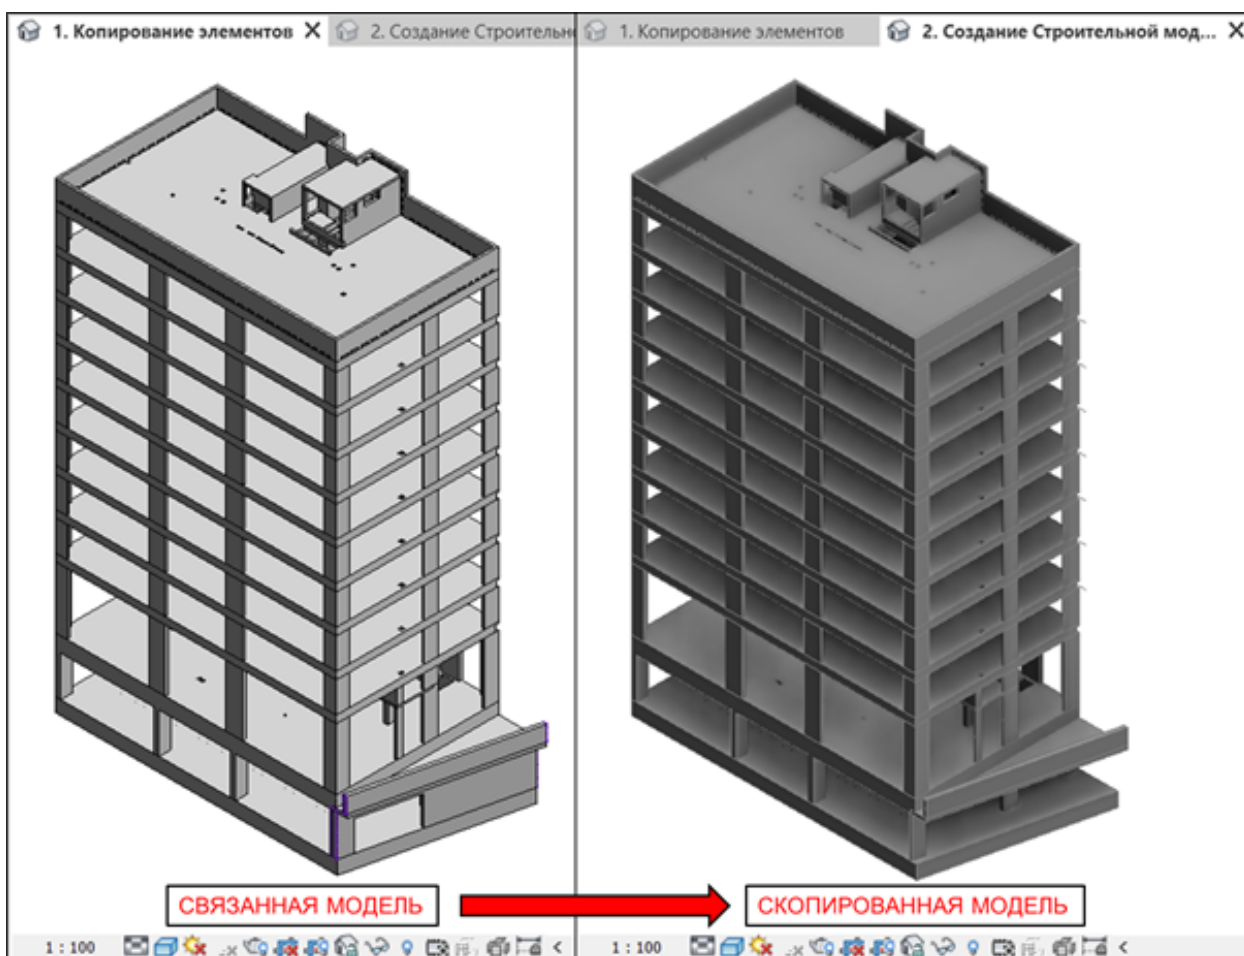 1. Копирование элементов
2. Создание Строительн
1. Копирование элементов
2. Создание Строительной мод...
СВЯЗАННАЯ МОДЕЛЬ
СКОПИРОВАННАЯ МОДЕЛЬ
1 : 100
1 : 100